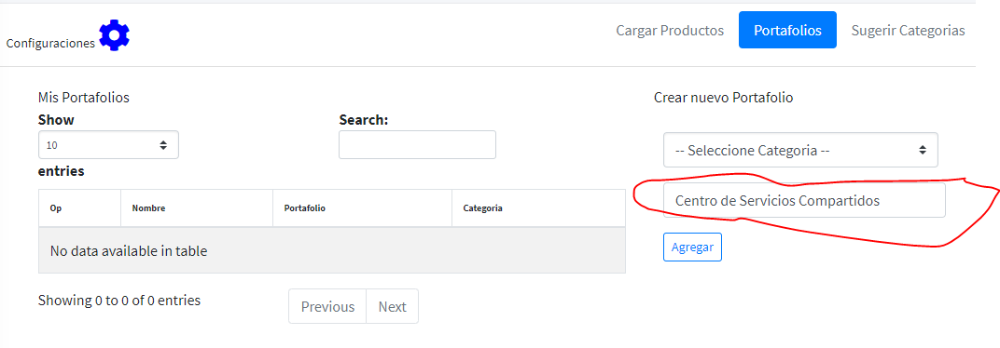 Configuraciones
Cargar Productos
Portafolios
Sugerir Categorias
Mis Portafolios
Crear nuevo Portafolio
Show
Search:
10
-- Seleccione Categoria --
entries
Op
Nombre
Portafolio
Categoria
Centro de Servicios Compartidos
No data available in table
Agregar
Showing 0 to 0 of 0 entries
Previous
Next